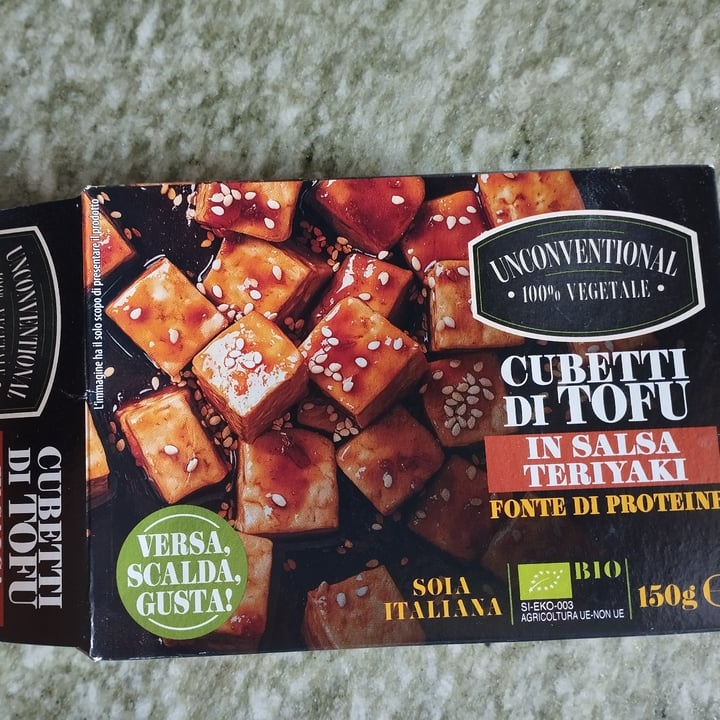 L'immagine ha il solo scopo di presentare il prodotto
UNCONVENTIONAL
• 100% VEGETALE •
CUBETTI
DI TOFU
IN SALSA
TERIYAKI
FONTE DI PROTEINE
VERSA,
SCALDA,
GUSTA!
SOIA
ITALIANA
BIO
SI-EKO-003
AGRICOLTURA UE-NON UE
150g
UNCONVENTIONAL
CUBETTI
DI TOFU